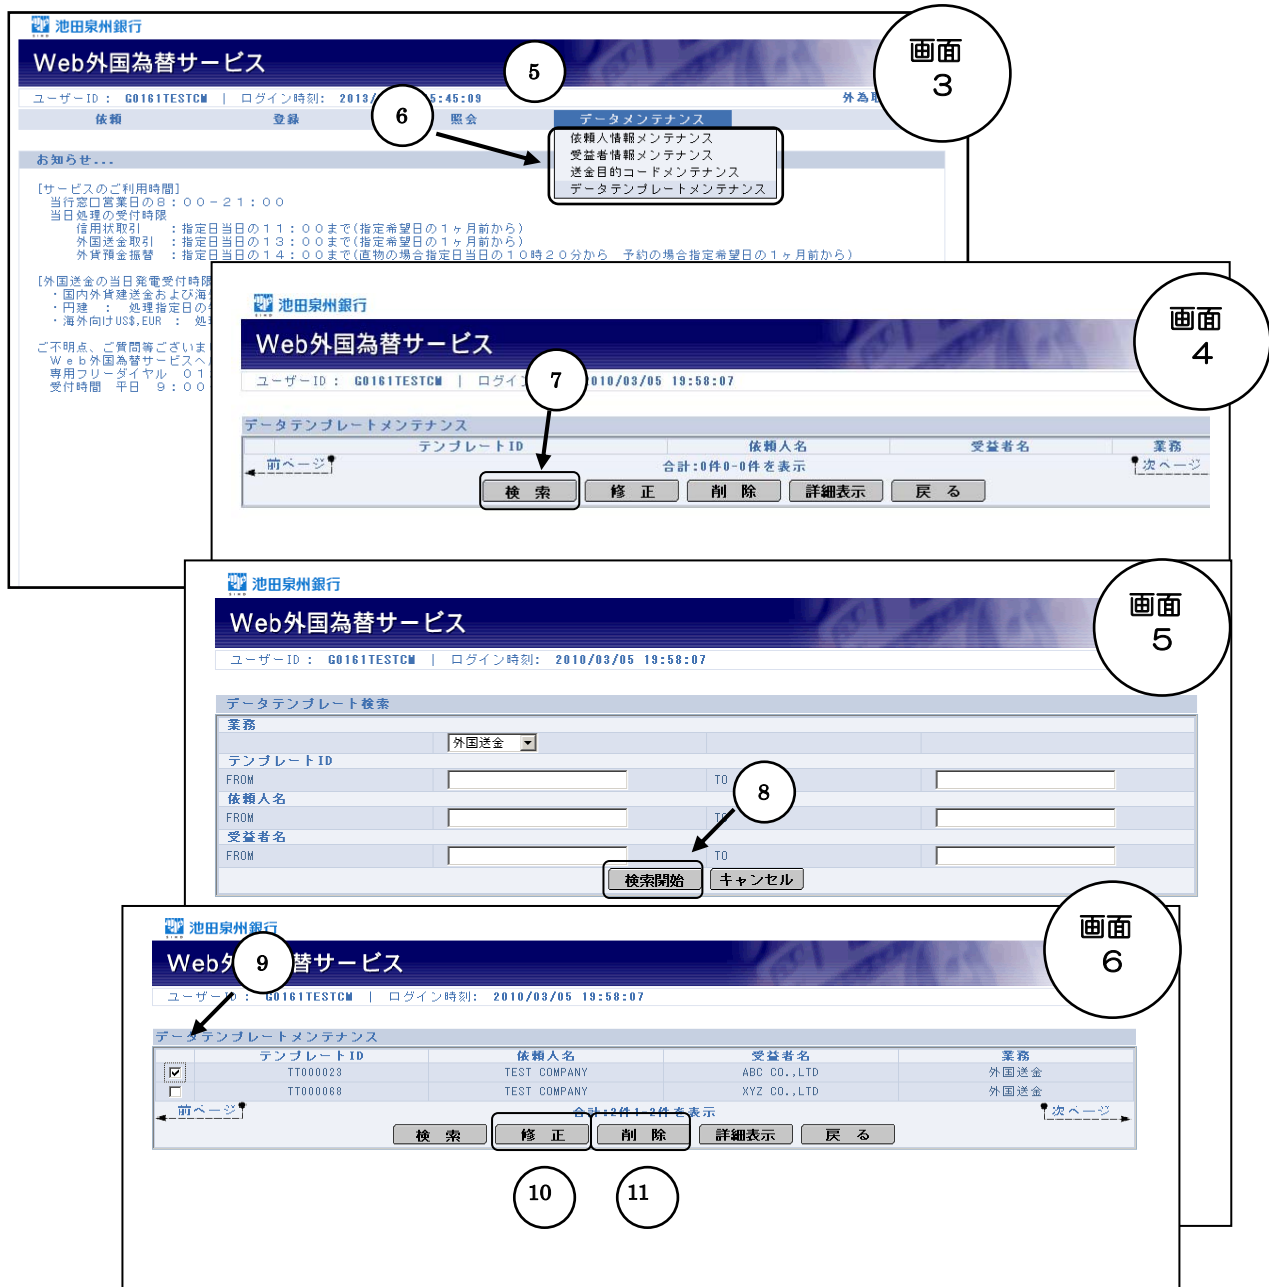 池田泉州銀行
画面
3
Web外国為替サービス
5
ユーザーID： G0161TESTCM | ログイン時刻: 2013/ 5:45:09
外為取
6
依頼 登録 照会 データメンテナンス
依頼人情報メンテナンス
受益者情報メンテナンス
送金目的コードメンテナンス
データテンプレートメンテナンス
お知らせ...
[サービスのご利用時間]
当行窓口営業日の８：００－２１：００
当日処理の受付時限
信用状取引 ：指定日当日の１１：００まで(指定希望日の１ヶ月前から)
外国送金取引 ：指定日当日の１３：００まで(指定希望日の１ヶ月前から)
外貨預金振替 ：指定日当日の１４：００まで(直物の場合指定日当日の１０時２０分から 予約の場合指定希望日の１ヶ月前から)
[外国送金の当日発電受付時限
・国内外貨建送金および海
・円建 ： 処理指定日の
・海外向けUS$,EUR ： 処
ご不明点、ご質問等ございま
Ｗｅｂ外国為替サービスヘ
専用フリーダイヤル ０１
受付時間 平日 ９：００
池田泉州銀行
画面
4
Web外国為替サービス
7
ユーザーID： G0161TESTCM | ログイ 2010/03/05 19:58:07
データテンプレートメンテナンス
テンプレートID 依頼人名 受益者名 業務
前ページ 合計:0件0-0件を表示 次ページ
検 索 修 正 削 除 詳細表示 戻 る
池田泉州銀行
画面
5
Web外国為替サービス
ユーザーID： G0161TESTCM | ログイン時刻: 2010/03/05 19:58:07
データテンプレート検索
業務
外国送金
テンプレートID
FROM TO
8
依頼人名
FROM TO
受益者名
FROM TO
検索開始 キャンセル
池田泉州銀行
画面
6
Web外 替サービス
9
ユーザーID： G0161TESTCM | ログイン時刻: 2010/03/05 19:58:07
データテンプレートメンテナンス
テンプレートID 依頼人名 受益者名 業務
TT000023 TEST COMPANY ABC CO.,LTD 外国送金
TT000068 TEST COMPANY XYZ CO.,LTD 外国送金
前ページ 合計:2件1-2件を表示 次ページ
検 索 修 正 削 除 詳細表示 戻 る
10 11